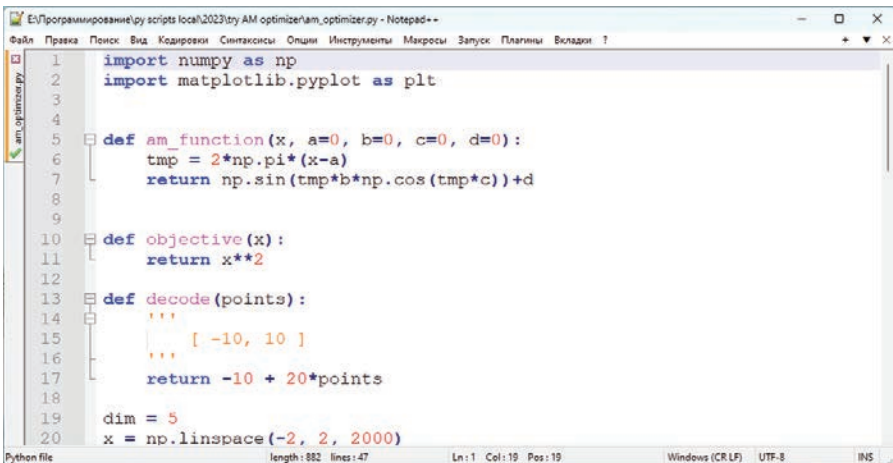 E:\Программирование\py scripts local\2023\try AM optimizer\am_optimizer.py - Notepad++
Файл Правка Поиск Вид Кодировки Синтаксисы Опции Инструменты Макросы Запуск Плагины Вкладки ?
am_optimizer.py
1 import numpy as np
2 import matplotlib.pyplot as plt
3
4
5 def am_function(x, a=0, b=0, c=0, d=0):
6 tmp = 2*np.pi*(x-a)
7 return np.sin(tmp*b*np.cos(tmp*c))+d
8
9
10 def objective(x):
11 return x**2
12
13 def decode(points):
14 '''
15 [ -10, 10 ]
16 '''
17 return -10 + 20*points
18
19 dim = 5
20 x = np.linspace(-2, 2, 2000)
Python file length : 882 lines : 47 Ln : 1 Col : 19 Pos : 19 Windows (CR LF) UTF-8 INS